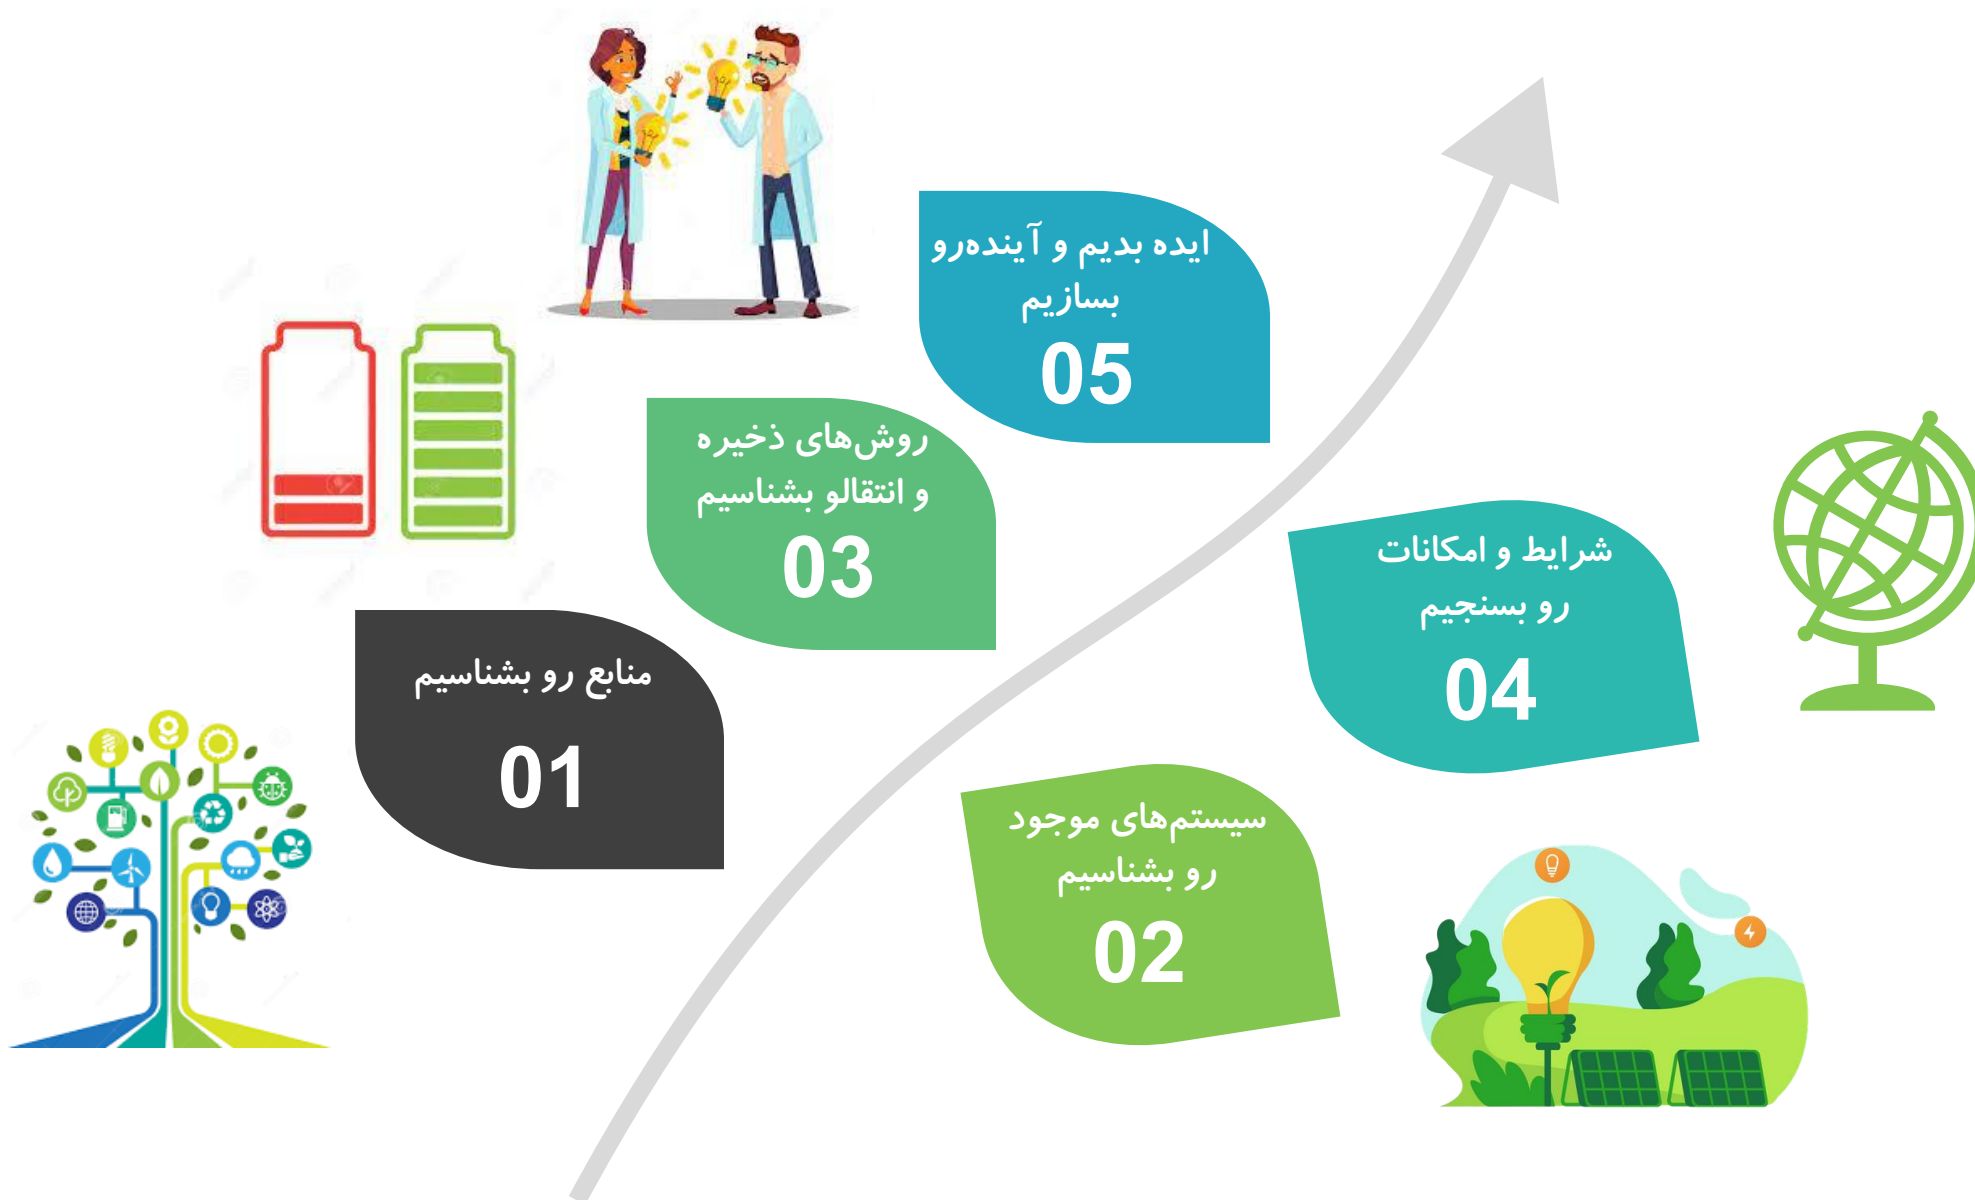 ایده بدیم و آینده‌رو
بسازیم
05
روش‌های ذخیره
و انتقالو بشناسیم
03
شرایط و امکانات
رو بسنجیم
04
منابع رو بشناسیم
01
سیستم‌های موجود
رو بشناسیم
02